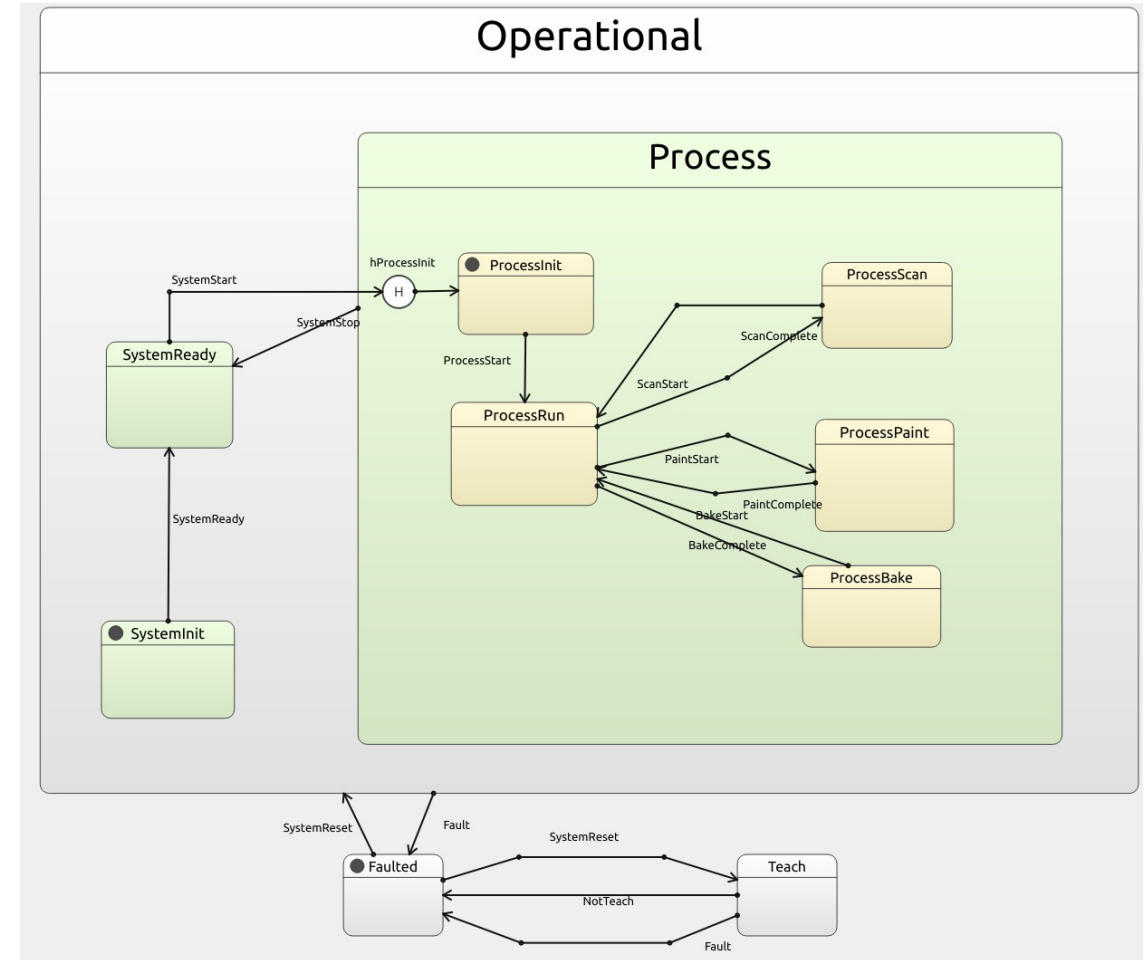 Operational
Process
hProcessInit
H
ProcessInit
ProcessScan
SystemStart
SystemStop
ScanComplete
SystemReady
ProcessStart
ScanStart
ProcessRun
ProcessPaint
PaintStart
PaintComplete
BakeStart
SystemReady
BakeComplete
ProcessBake
SystemInit
SystemReset
Fault
SystemReset
Faulted
Teach
NotTeach
Fault